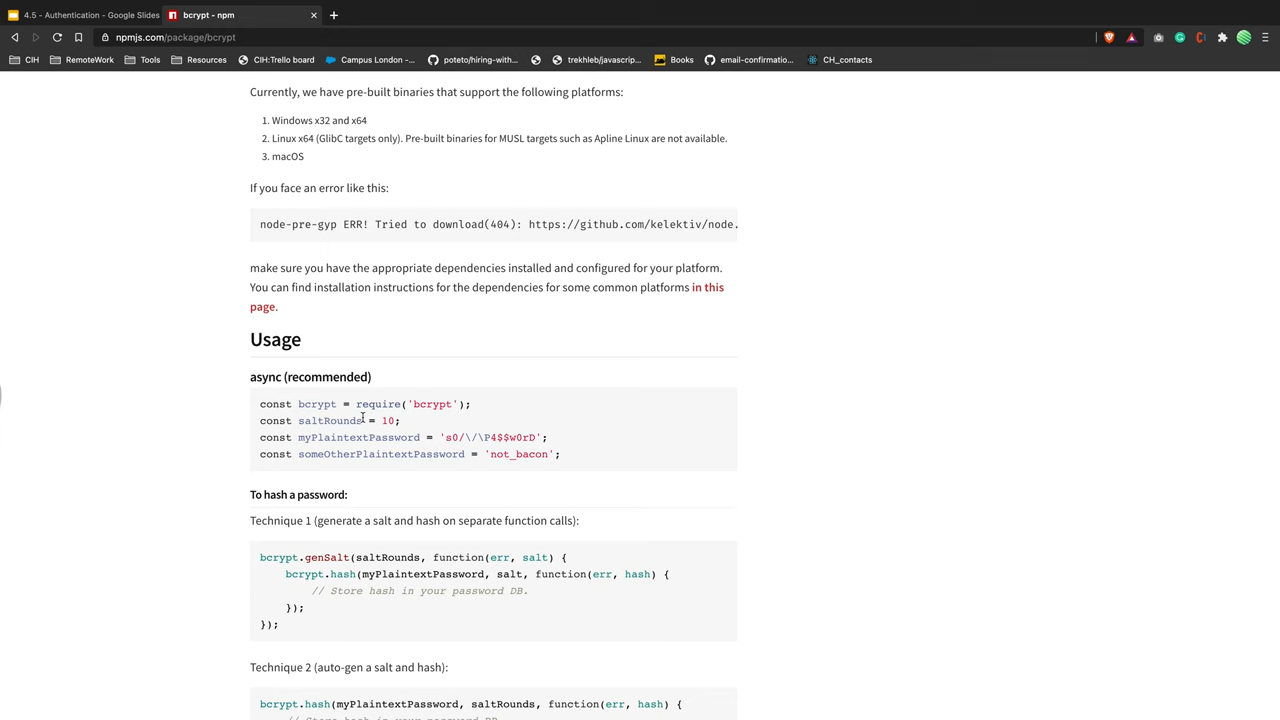 4.5 - Authentication - Google Slides
bcrypt - npm
npmjs.com/package/bcrypt
CIH
RemoteWork
Tools
Resources
CIH:Trello board
Campus London -...
poteto/hiring-with...
trekhleb/javascrip...
Books
email-confirmatio...
CH_contacts
Currently, we have pre-built binaries that support the following platforms:
1. Windows x32 and x64
2. Linux x64 (GlibC targets only). Pre-built binaries for MUSL targets such as Apline Linux are not available.
3. macOS
If you face an error like this:
node-pre-gyp ERR! Tried to download(404): https://github.com/kelektiv/node.
make sure you have the appropriate dependencies installed and configured for your platform.
You can find installation instructions for the dependencies for some common platforms in this
page.
Usage
async (recommended)
const bcrypt = require('bcrypt');
const saltRounds = 10;
const myPlaintextPassword = 's0/\/\P4$$w0rD';
const someOtherPlaintextPassword = 'not_bacon';
To hash a password:
Technique 1 (generate a salt and hash on separate function calls):
bcrypt.genSalt(saltRounds, function(err, salt) {
bcrypt.hash(myPlaintextPassword, salt, function(err, hash) {
// Store hash in your password DB.
});
});
Technique 2 (auto-gen a salt and hash):
bcrypt.hash(myPlaintextPassword, saltRounds, function(err, hash) {
// Store hash in your password DB.